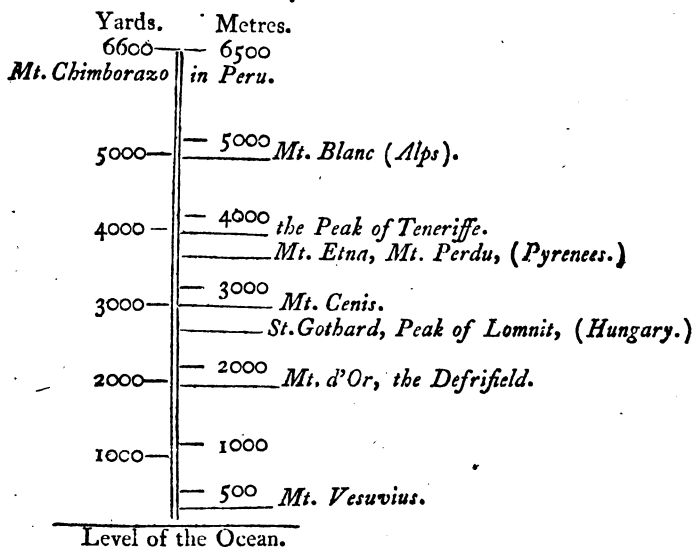 Yards. Metres.
6600 6500
Mt. Chimborazo in Peru.
5000
5000 Mt. Blanc (Alps).
4000
4000 the Peak of Teneriffe.
Mt. Etna, Mt. Perdu, (Pyrenees.)
3000
3000 Mt. Cenis.
St. Gothard, Peak of Lomnit, (Hungary.)
2000
2000 Mt. d'Or, the Defrifield.
1000
1000
500 Mt. Vesuvius.
Level of the Ocean.